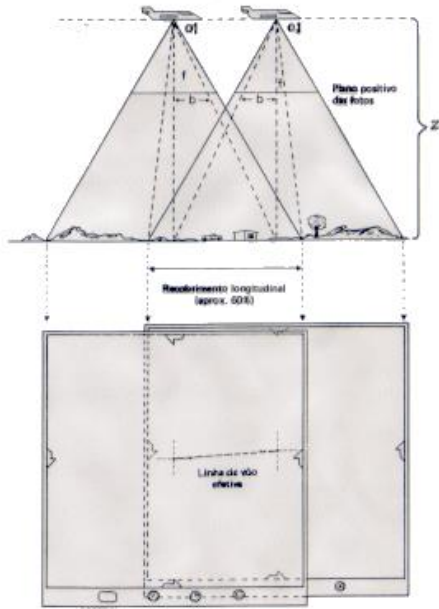 O₁
O₂
f
b
b
Plano positivo
das fotos
Z
Recobrimento longitudinal
(aprox. 60%)
Linha de vôo
efetiva